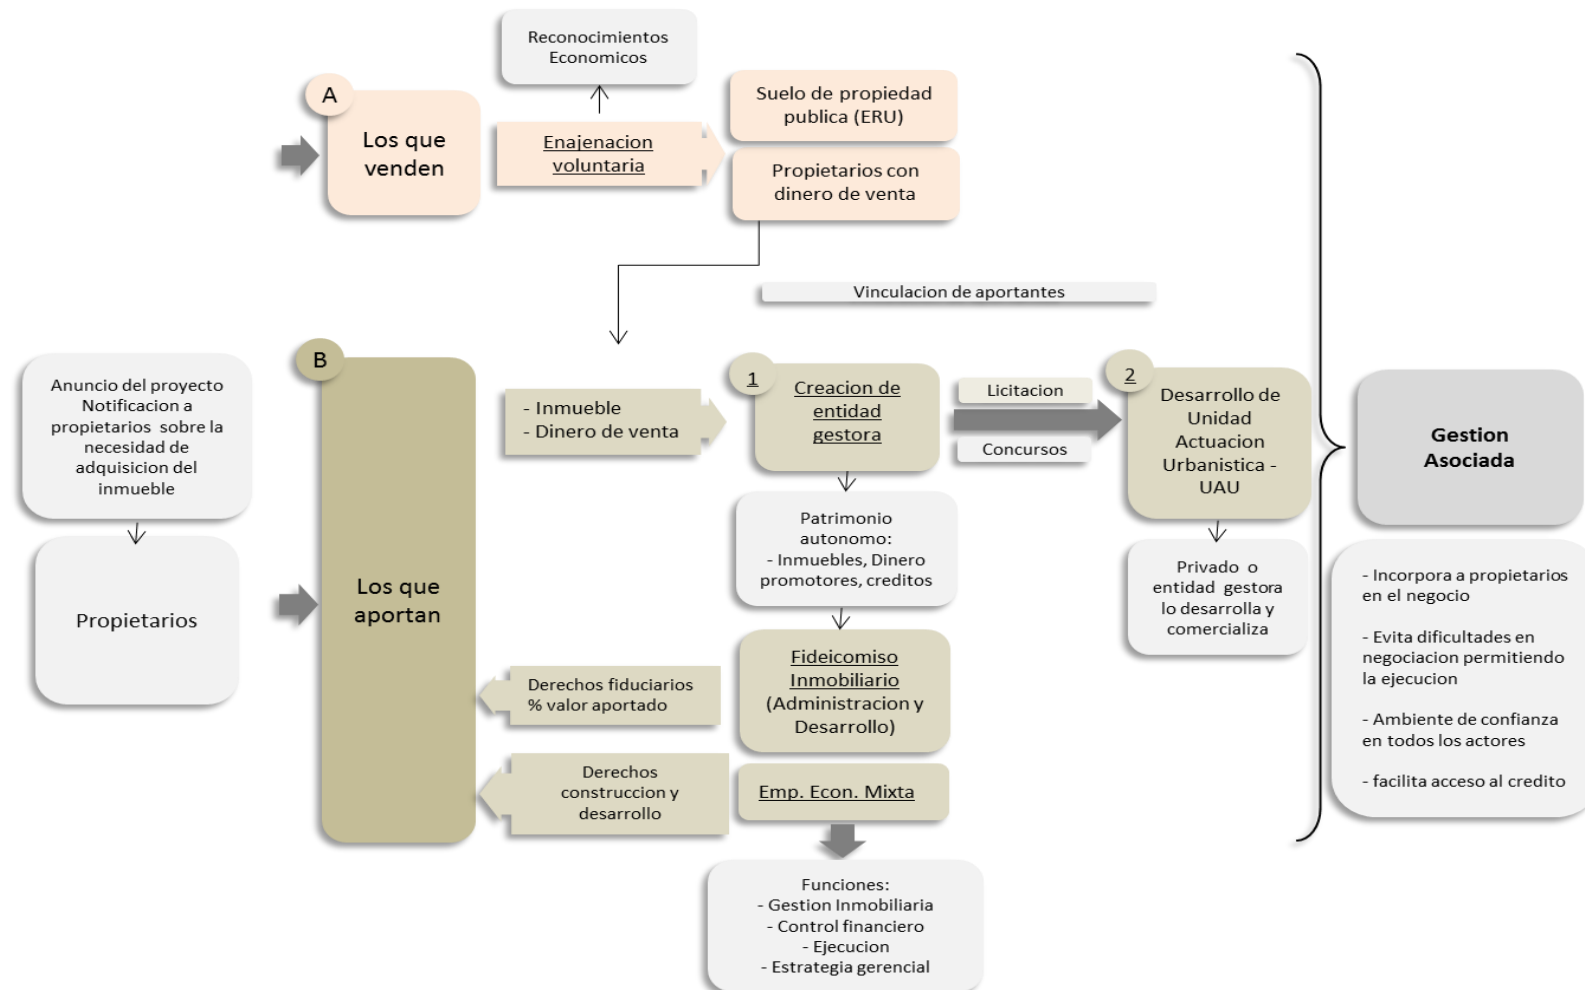 Reconocimientos
Economicos
A
Los que
venden
Enajenacion
voluntaria
Suelo de propiedad
publica (ERU)
Propietarios con
dinero de venta
Vinculacion de aportantes
Anuncio del proyecto
Notificacion a
propietarios sobre la
necesidad de
adquisicion del
inmueble
Propietarios
B
Los que
aportan
- Inmueble
- Dinero de venta
1
Creacion de
entidad
gestora
Licitacion
Concursos
2
Desarrollo de
Unidad
Actuacion
Urbanistica -
UAU
Patrimonio
autonomo:
- Inmuebles, Dinero
promotores, creditos
Privado o
entidad gestora
lo desarrolla y
comercializa
Fideicomiso
Inmobiliario
(Administracion y
Desarrollo)
Derechos fiduciarios
% valor aportado
Derechos
construccion y
desarrollo
Emp. Econ. Mixta
Funciones:
- Gestion Inmobiliaria
- Control financiero
- Ejecucion
- Estrategia gerencial
Gestion
Asociada
- Incorpora a propietarios
en el negocio
- Evita dificultades en
negociacion permitiendo
la ejecucion
- Ambiente de confianza
en todos los actores
- facilita acceso al credito